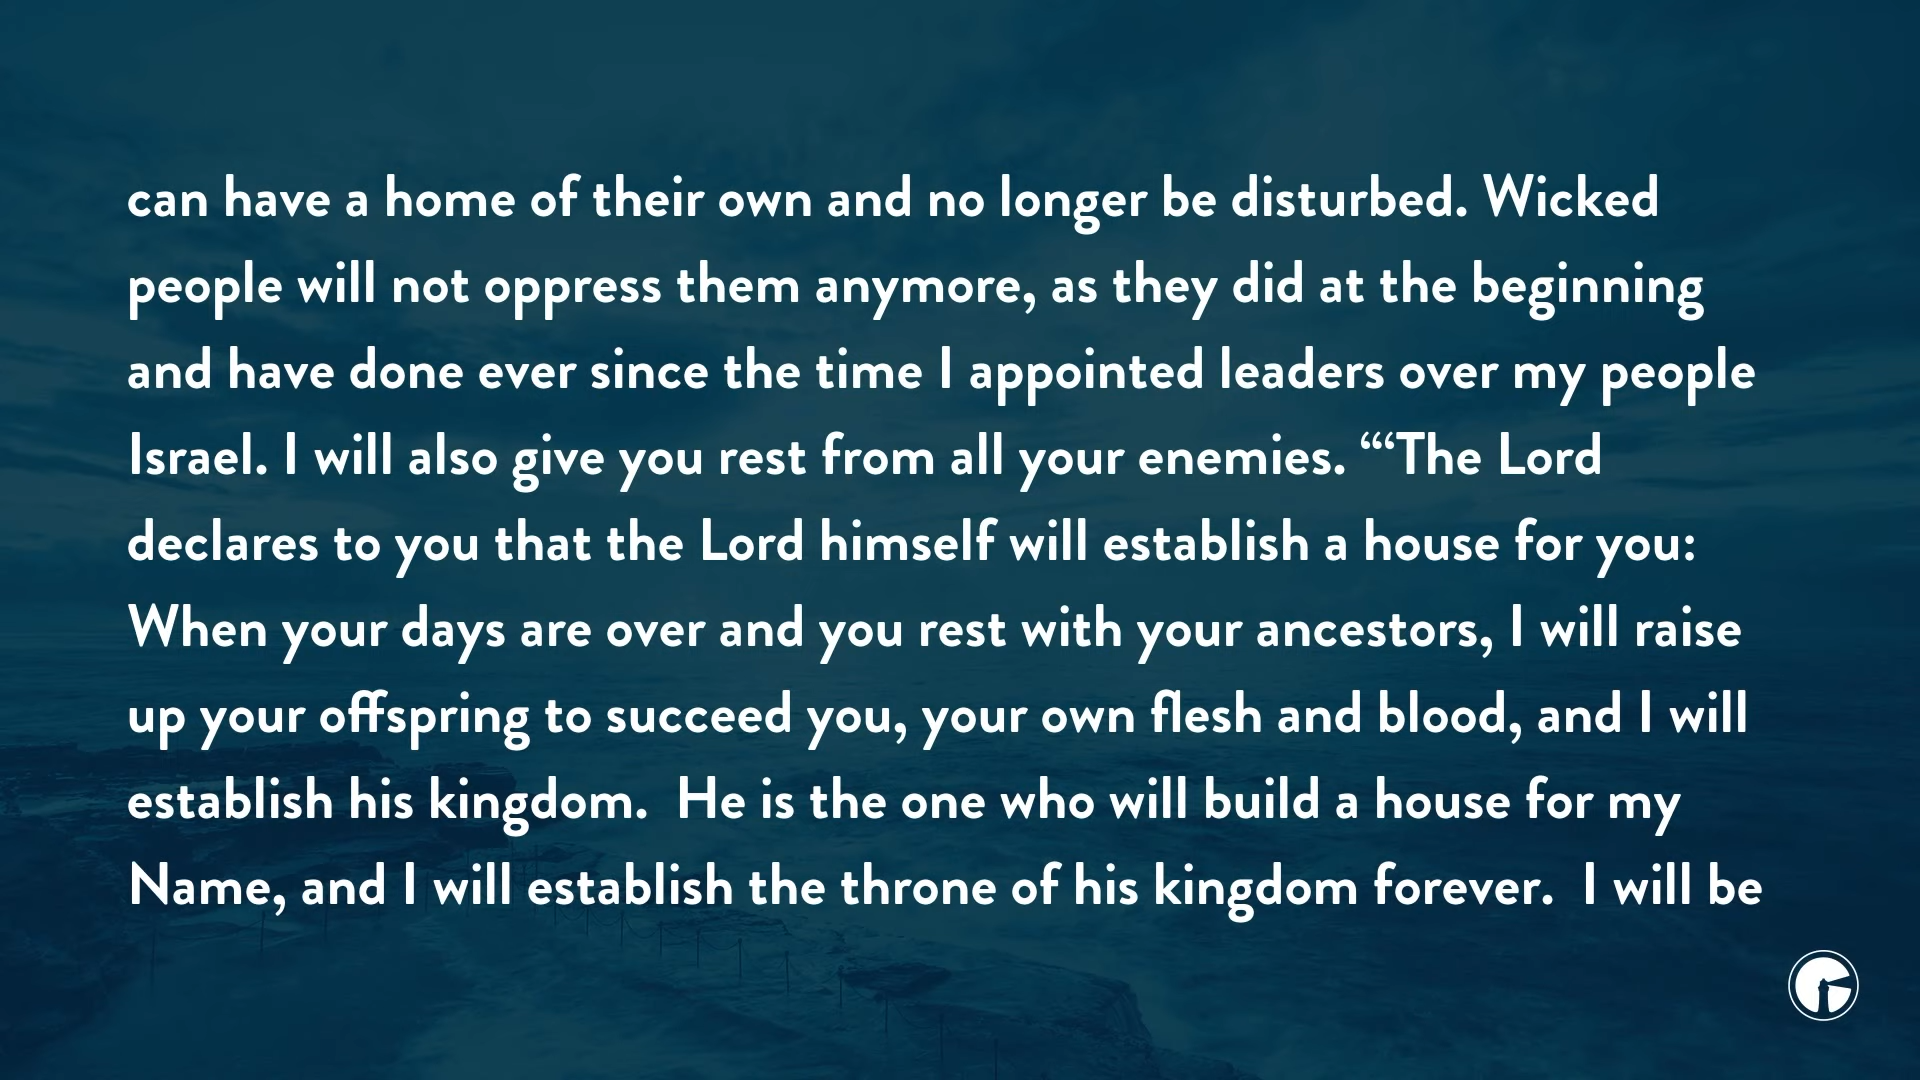 can have a home of their own and no longer be disturbed. Wicked
people will not oppress them anymore, as they did at the beginning
and have done ever since the time I appointed leaders over my people
Israel. I will also give you rest from all your enemies. “‘The Lord
declares to you that the Lord himself will establish a house for you:
When your days are over and you rest with your ancestors, I will raise
up your offspring to succeed you, your own flesh and blood, and I will
establish his kingdom.  He is the one who will build a house for my
Name, and I will establish the throne of his kingdom forever.  I will be